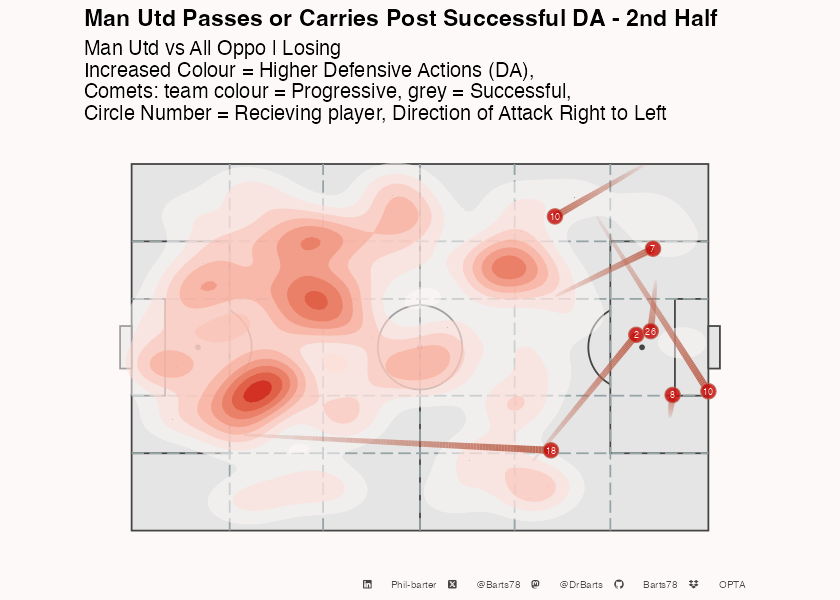 Man Utd Passes or Carries Post Successful DA - 2nd Half
Man Utd vs All Oppo | Losing
Increased Colour = Higher Defensive Actions (DA),
Comets: team colour = Progressive, grey = Successful,
Circle Number = Recieving player, Direction of Attack Right to Left
10
7
2 26
8 10
18
Phil-barter @Barts78 @DrBarts Barts78 OPTA